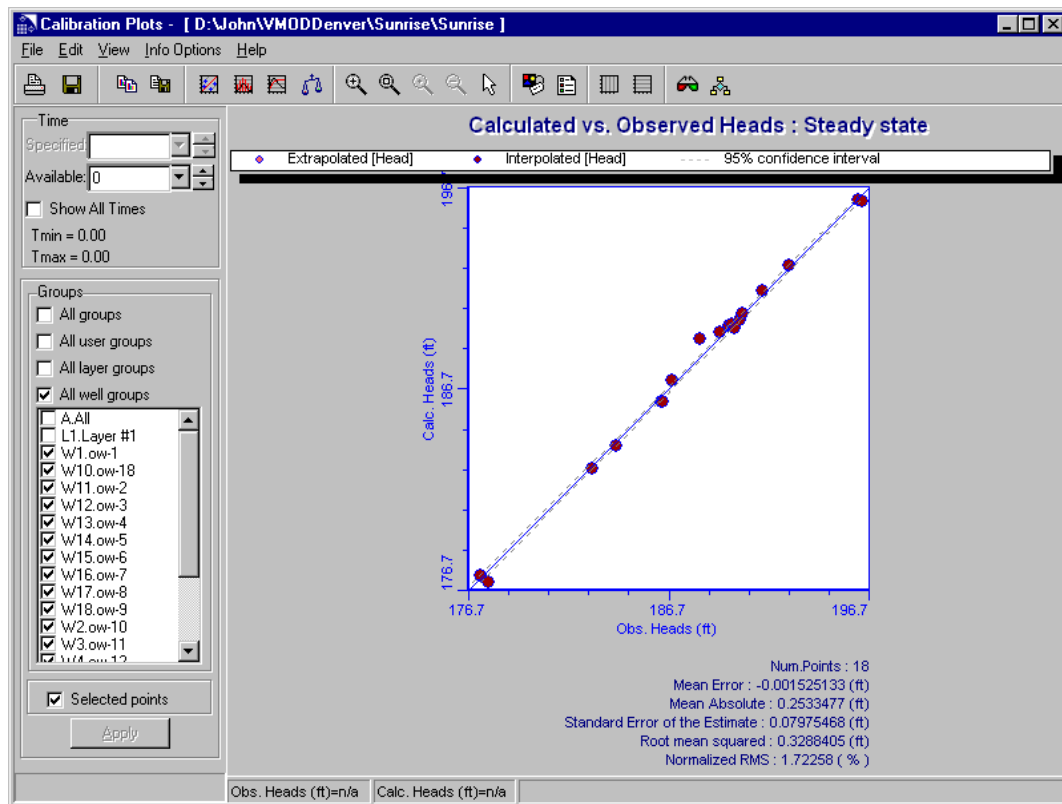 Calibration Plots - [ D:\John\VMODDenver\Sunrise\Sunrise ]
File Edit View Info Options Help
Time
Specified:
Available: 0
Show All Times
Tmin = 0.00
Tmax = 0.00
Groups
All groups
All user groups
All layer groups
All well groups
A.All
L1.Layer #1
W1.ow-1
W10.ow-18
W11.ow-2
W12.ow-3
W13.ow-4
W14.ow-5
W15.ow-6
W16.ow-7
W17.ow-8
W18.ow-9
W2.ow-10
W3.ow-11
W4.ow-12
Selected points
Apply
Calculated vs. Observed Heads : Steady state
Extrapolated [Head] Interpolated [Head] 95% confidence interval
196.7
186.7
176.7
Calc. Heads (ft)
176.7 186.7 196.7
Obs. Heads (ft)
Num.Points : 18
Mean Error : -0.001525133 (ft)
Mean Absolute : 0.2533477 (ft)
Standard Error of the Estimate : 0.07975468 (ft)
Root mean squared : 0.3288405 (ft)
Normalized RMS : 1.72258 ( % )
Obs. Heads (ft)=n/a Calc. Heads (ft)=n/a